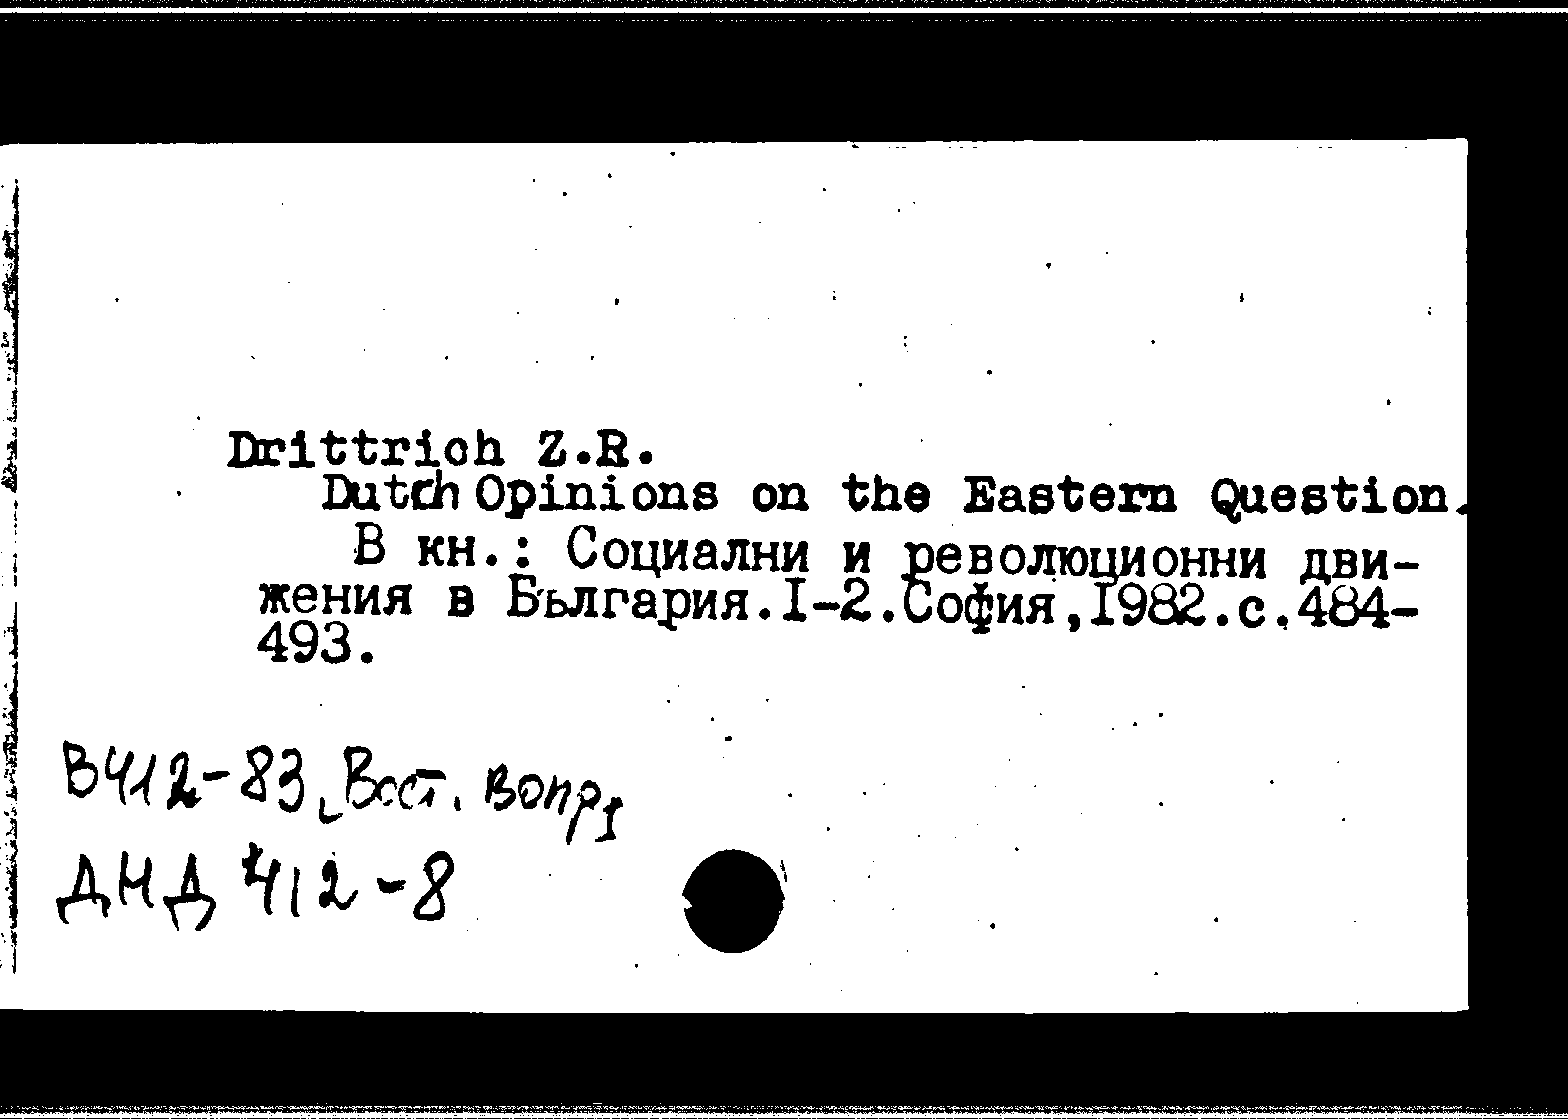 Drittrich Z.R.
Dutch Opinions on the Eastern Question.
В кн.: Социални и революционни дви-
жения в България.I-2.София,I982.с.484-
493.
В412-83 Вост. вопр
ДНД 412-8